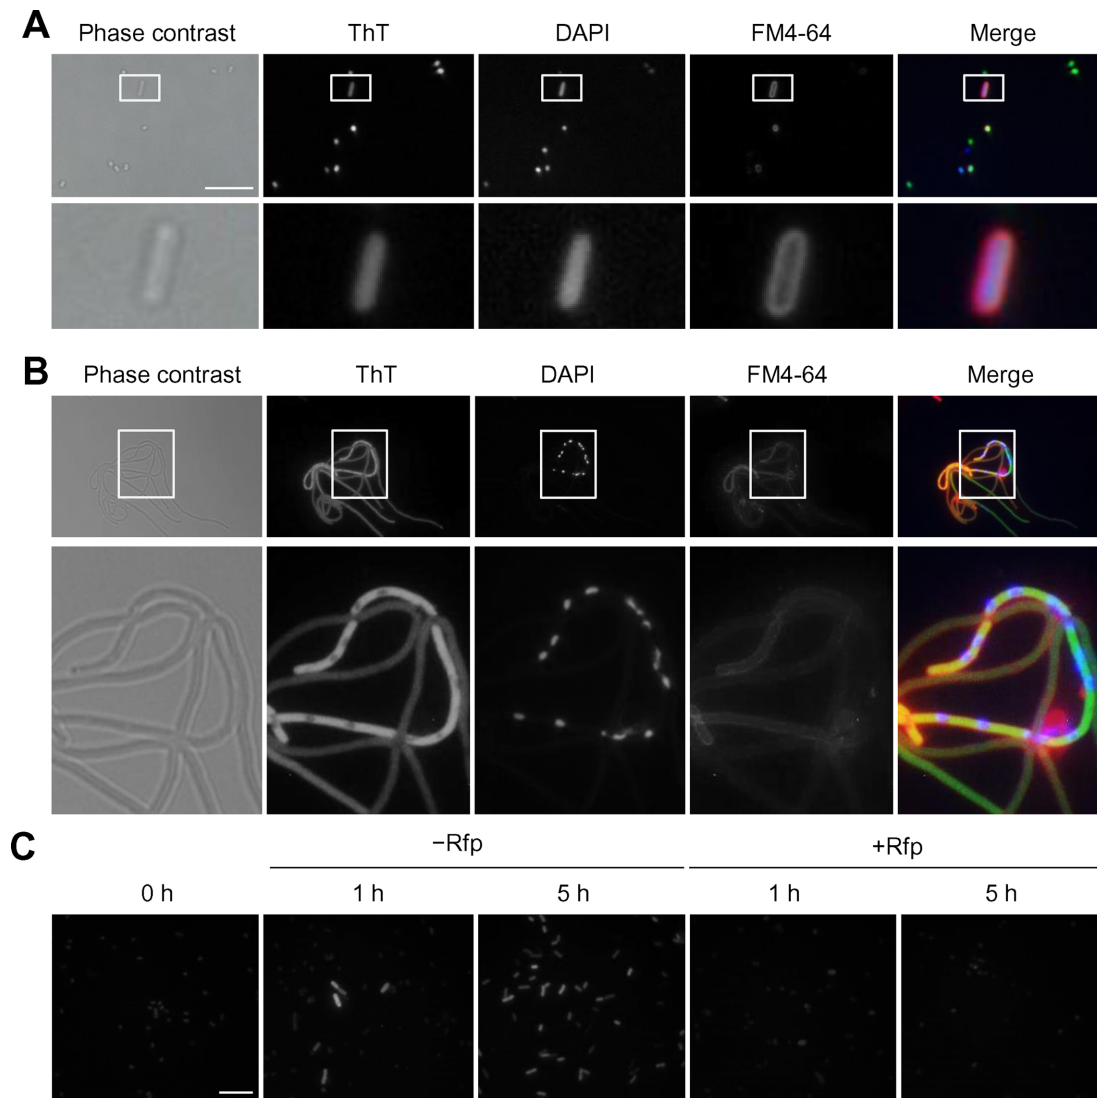 A
Phase contrast ThT DAPI FM4-64 Merge
B
Phase contrast ThT DAPI FM4-64 Merge
C
−Rfp +Rfp
0 h 1 h 5 h 1 h 5 h